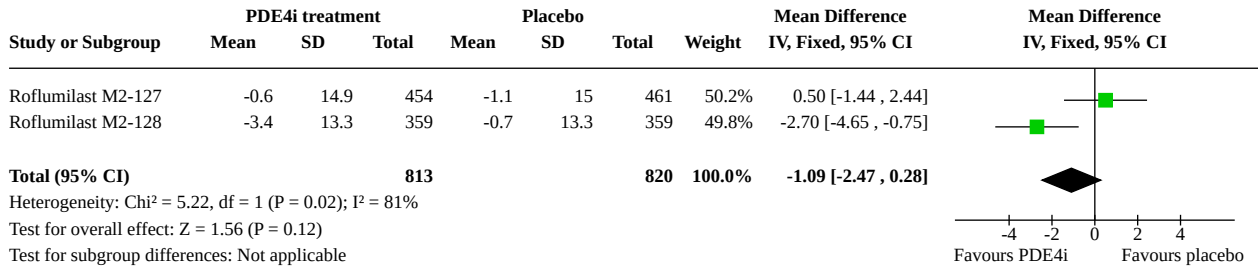 PDE4i treatment Placebo Mean Difference Mean Difference
Study or Subgroup Mean SD Total Mean SD Total Weight IV, Fixed, 95% CI IV, Fixed, 95% CI
Roflumilast M2-127 -0.6 14.9 454 -1.1 15 461 50.2% 0.50 [-1.44 , 2.44]
Roflumilast M2-128 -3.4 13.3 359 -0.7 13.3 359 49.8% -2.70 [-4.65 , -0.75]
Total (95% CI) 813 820 100.0% -1.09 [-2.47 , 0.28]
Heterogeneity: Chi² = 5.22, df = 1 (P = 0.02); I² = 81%
Test for overall effect: Z = 1.56 (P = 0.12)
-4 -2 0 2 4
Test for subgroup differences: Not applicable Favours PDE4i Favours placebo